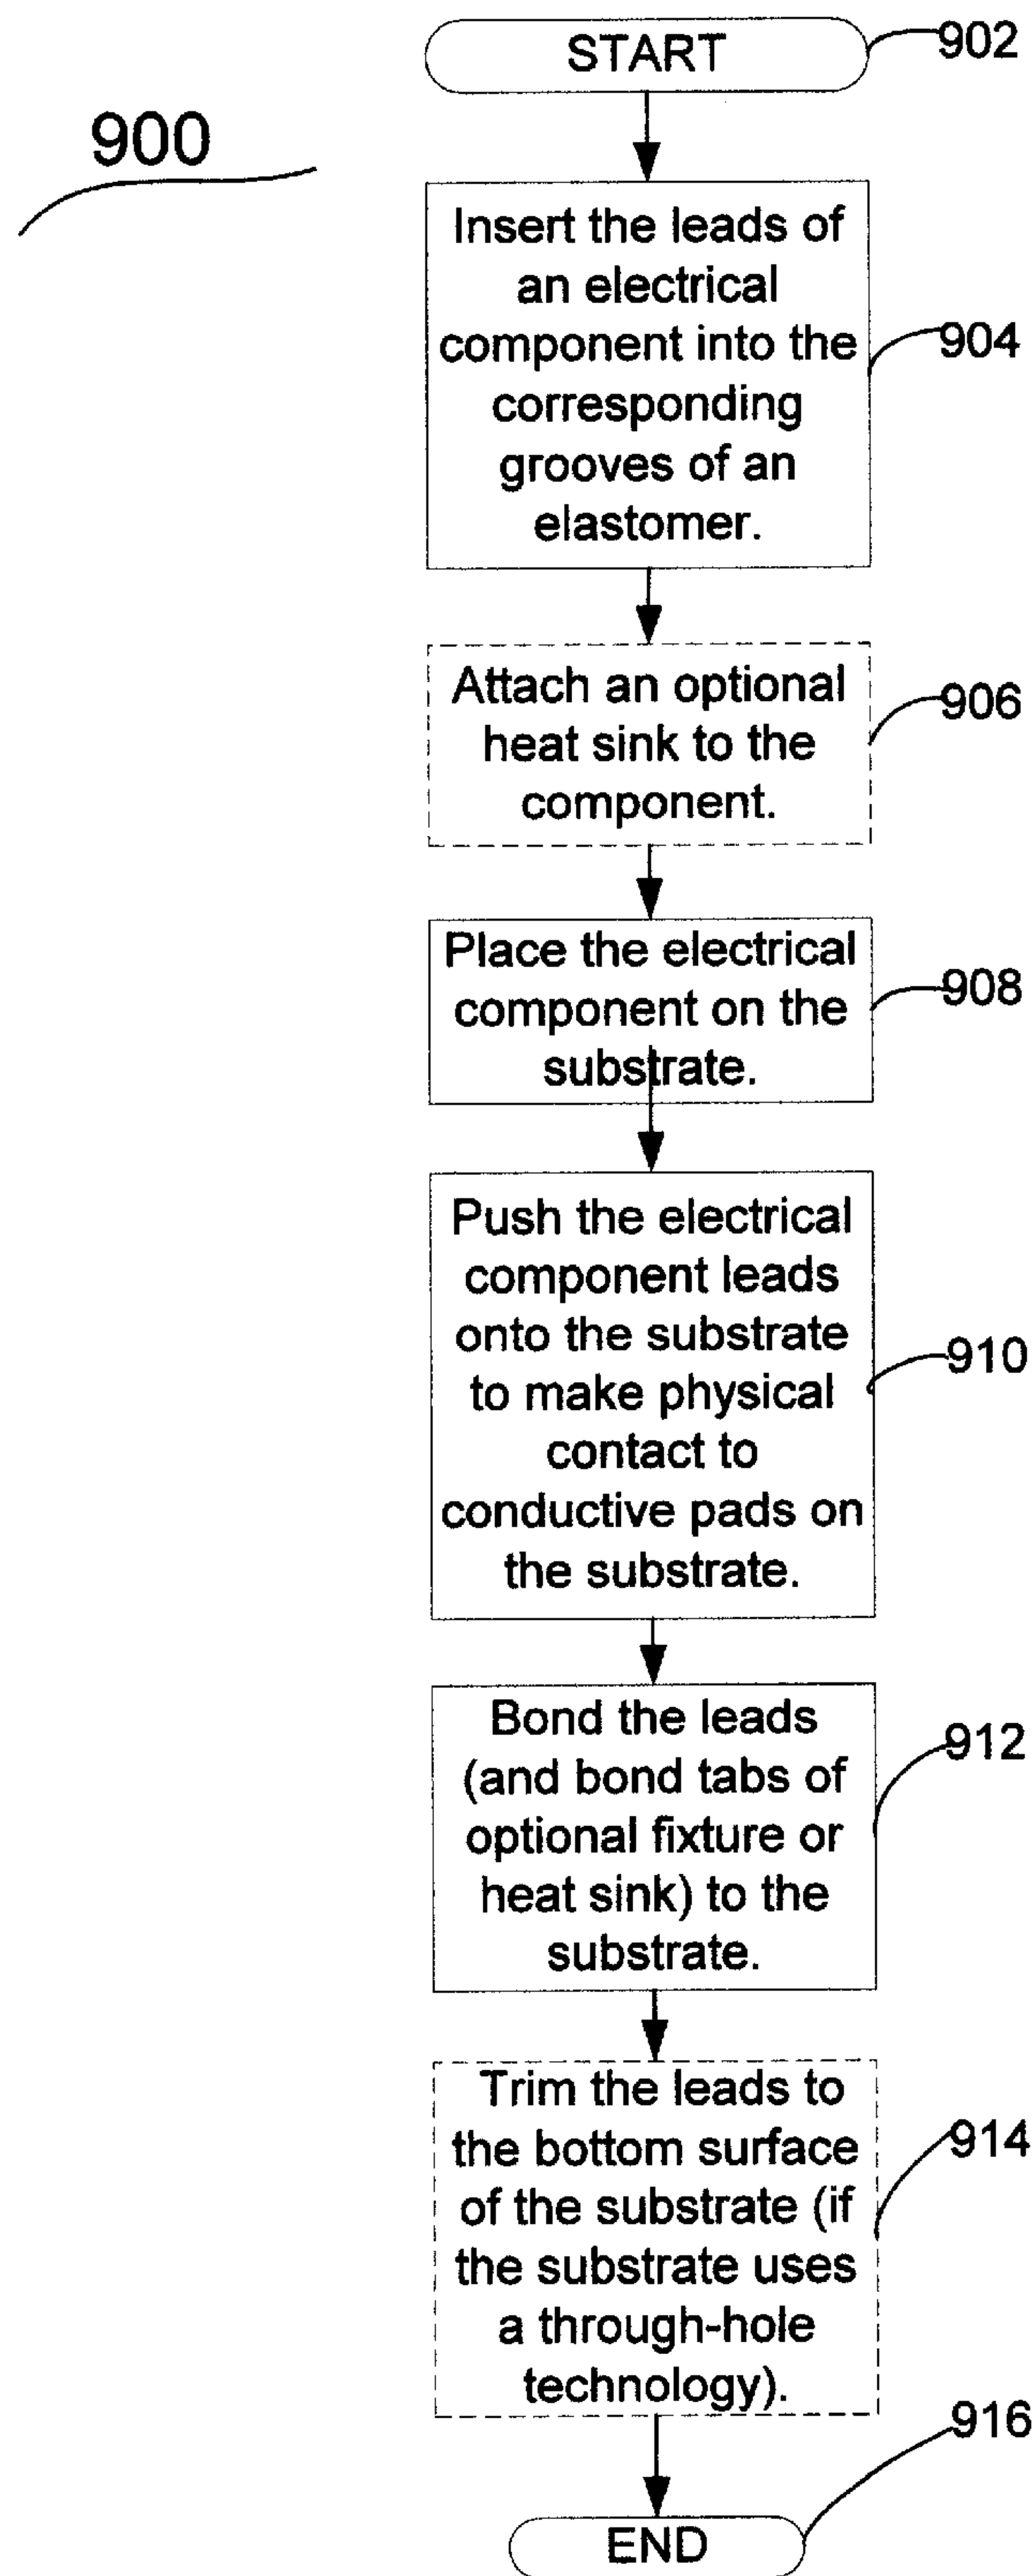 START
902
900
Insert the leads of
an electrical
component into the
corresponding
grooves of an
elastomer.
904
Attach an optional
heat sink to the
component.
906
Place the electrical
component on the
substrate.
908
Push the electrical
component leads
onto the substrate
to make physical
contact to
conductive pads on
the substrate.
910
Bond the leads
(and bond tabs of
optional fixture or
heat sink) to the
substrate.
912
Trim the leads to
the bottom surface
of the substrate (if
the substrate uses
a through-hole
technology).
914
916
END